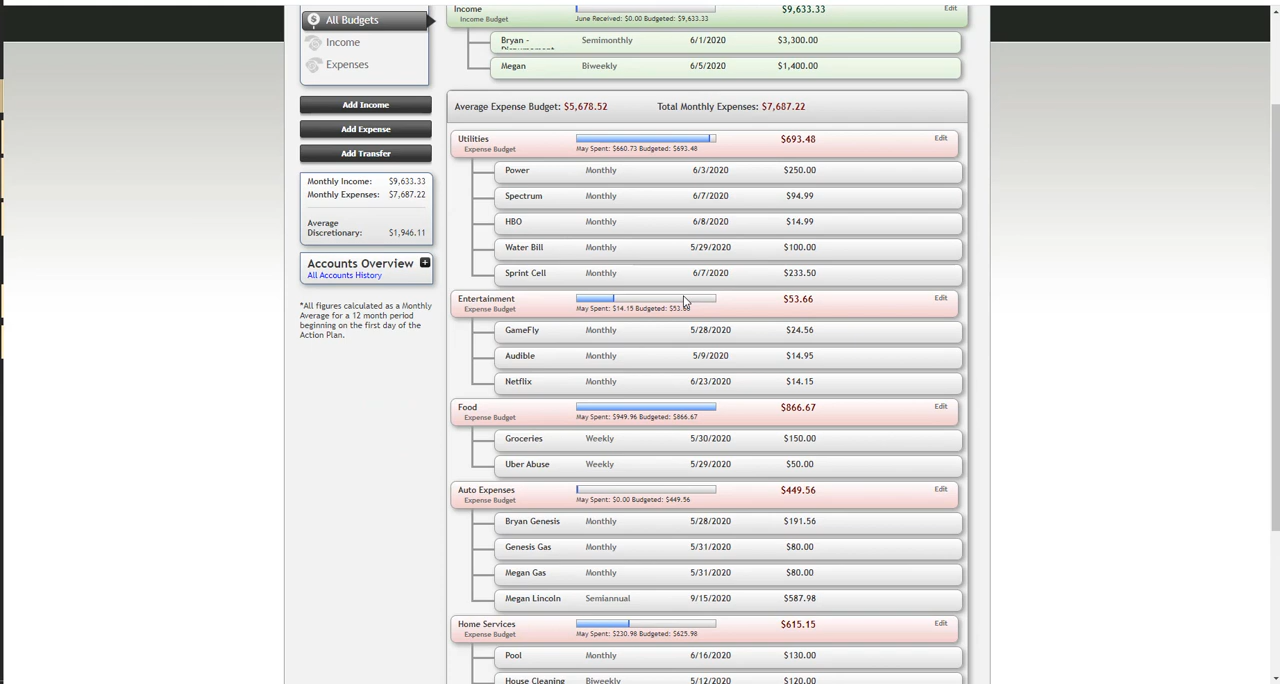 All Budgets
Income
Expenses
Add Income
Add Expense
Add Transfer
Monthly Income: $9,633.33
Monthly Expenses: $7,687.22
Average
Discretionary: $1,946.11
Accounts Overview
All Accounts History
*All figures calculated as a Monthly
Average for a 12 month period
beginning on the first day of the
Action Plan.
Income $9,633.33 Edit
Income Budget June Received: $0.00 Budgeted: $9,633.33
Bryan - Semimonthly 6/1/2020 $3,300.00
Megan Biweekly 6/5/2020 $1,400.00
Average Expense Budget: $5,678.52 Total Monthly Expenses: $7,687.22
Utilities $693.48 Edit
Expense Budget May Spent: $660.73 Budgeted: $693.48
Power Monthly 6/3/2020 $250.00
Spectrum Monthly 6/7/2020 $94.99
HBO Monthly 6/8/2020 $14.99
Water Bill Monthly 5/29/2020 $100.00
Sprint Cell Monthly 6/7/2020 $233.50
Entertainment $53.66 Edit
Expense Budget May Spent: $14.15 Budgeted: $53.66
GameFly Monthly 5/28/2020 $24.56
Audible Monthly 5/9/2020 $14.95
Netflix Monthly 6/23/2020 $14.15
Food $866.67 Edit
Expense Budget May Spent: $949.96 Budgeted: $866.67
Groceries Weekly 5/30/2020 $150.00
Uber Abuse Weekly 5/29/2020 $50.00
Auto Expenses $449.56 Edit
Expense Budget May Spent: $0.00 Budgeted: $449.56
Bryan Genesis Monthly 5/28/2020 $191.56
Genesis Gas Monthly 5/31/2020 $80.00
Megan Gas Monthly 5/31/2020 $80.00
Megan Lincoln Semiannual 9/15/2020 $587.98
Home Services $615.15 Edit
Expense Budget May Spent: $230.98 Budgeted: $625.98
Pool Monthly 6/16/2020 $130.00
House Cleaning Biweekly 5/12/2020 $120.00